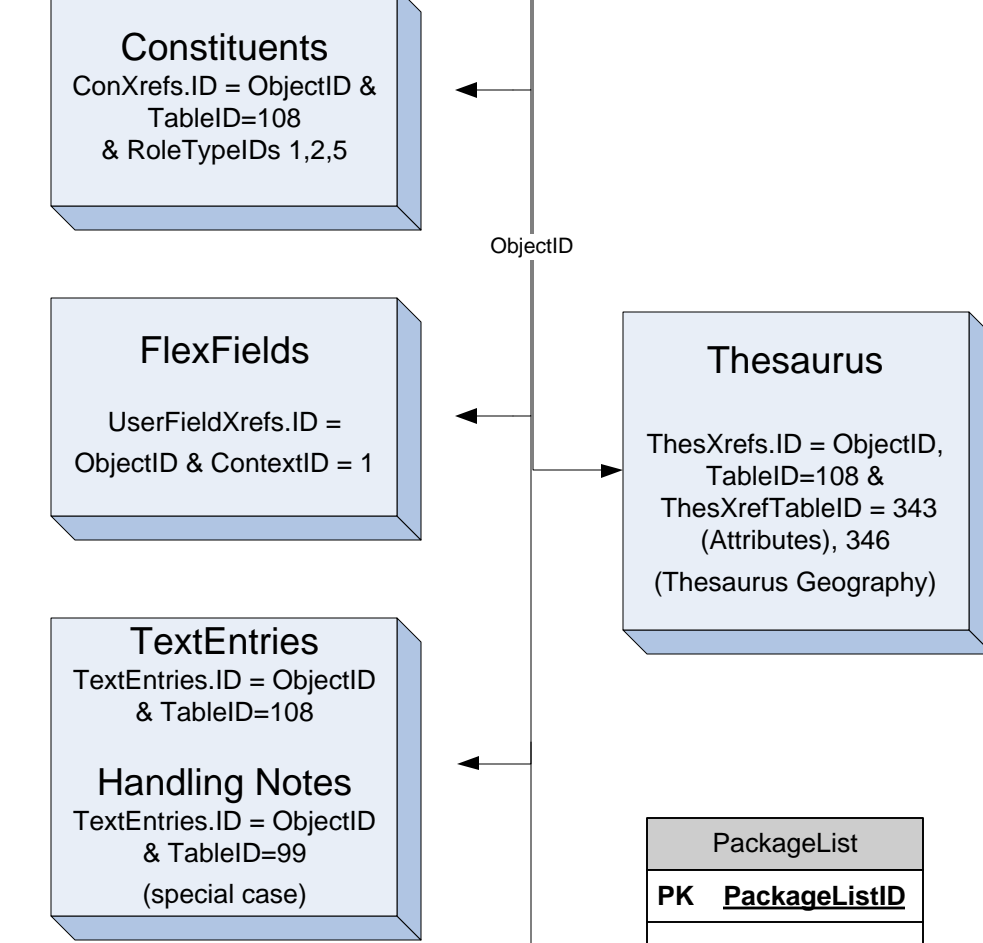 Constituents
ConXrefs.ID = ObjectID &
TableID=108
& RoleTypeIDs 1,2,5
ObjectID
FlexFields
UserFieldXrefs.ID =
ObjectID & ContextID = 1
Thesaurus
ThesXrefs.ID = ObjectID,
TableID=108 &
ThesXrefTableID = 343
(Attributes), 346
(Thesaurus Geography)
TextEntries
TextEntries.ID = ObjectID
& TableID=108
Handling Notes
TextEntries.ID = ObjectID
& TableID=99
(special case)
PackageList
PK PackageListID